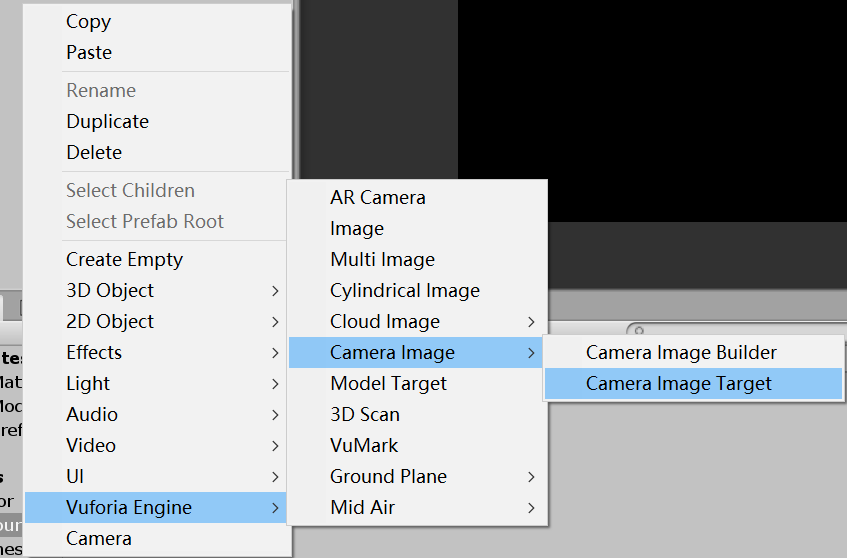 Copy
Paste
Rename
Duplicate
Delete
Select Children
Select Prefab Root
Create Empty
3D Object
2D Object
Effects
Light
Audio
Video
UI
Vuforia Engine
Camera
AR Camera
Image
Multi Image
Cylindrical Image
Cloud Image
Camera Image
Model Target
3D Scan
VuMark
Ground Plane
Mid Air
Camera Image Builder
Camera Image Target